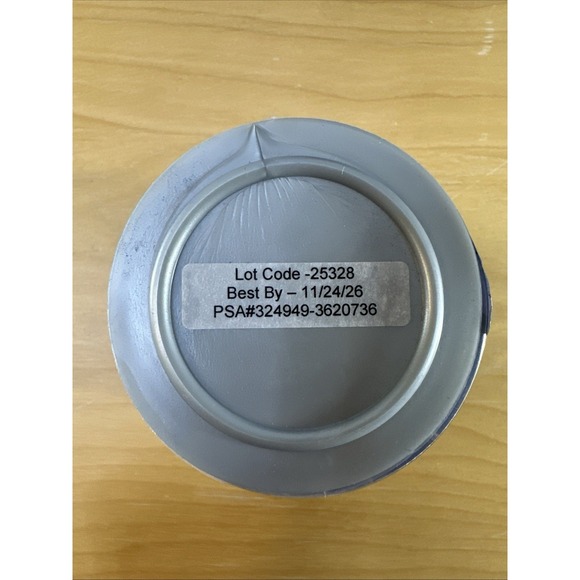 Lot Code -25328
Best By – 11/24/26
PSA#324949-3620736